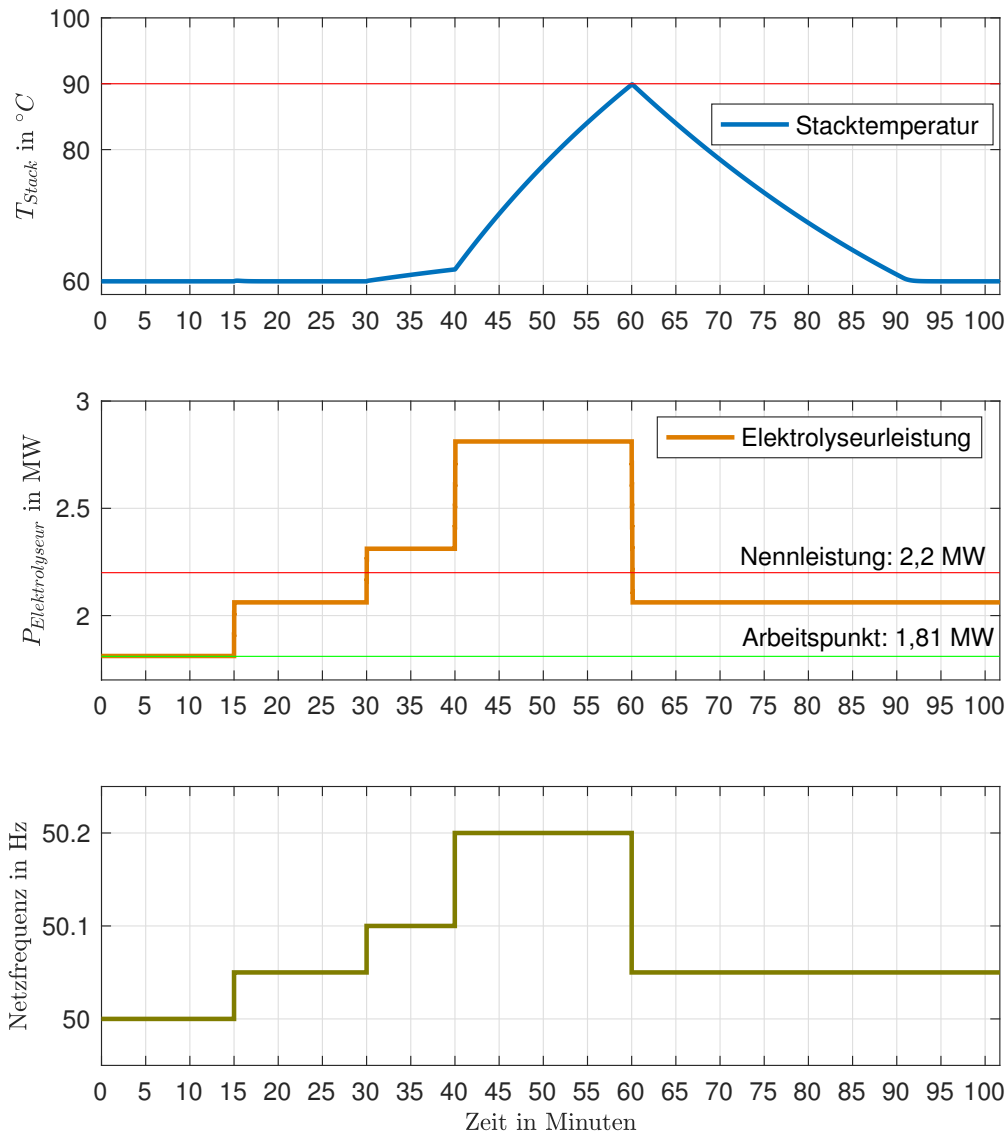 100
90
80
60
T_Stack in °C
Stacktemperatur
0 5 10 15 20 25 30 35 40 45 50 55 60 65 70 75 80 85 90 95 100
3
2.5
2
P_Elektrolyseur in MW
Elektrolyseurleistung
Nennleistung: 2,2 MW
Arbeitspunkt: 1,81 MW
0 5 10 15 20 25 30 35 40 45 50 55 60 65 70 75 80 85 90 95 100
50.2
50.1
50
Netzfrequenz in Hz
0 5 10 15 20 25 30 35 40 45 50 55 60 65 70 75 80 85 90 95 100
Zeit in Minuten